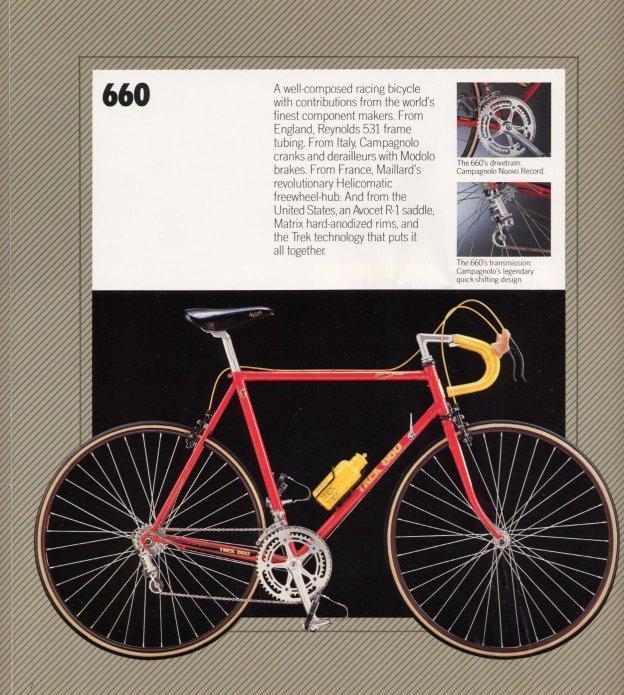 660
A well-composed racing bicycle
with contributions from the world's
finest component makers. From
England, Reynolds 531 frame
tubing. From Italy, Campagnolo
cranks and derailleurs with Modolo
brakes. From France, Maillard's
revolutionary Helicomatic
freewheel-hub. And from the
United States, an Avocet R-1 saddle,
Matrix hard-anodized rims, and
the Trek technology that puts it
all together.
The 660's drivetrain:
Campagnolo Nuovo Record.
The 660's transmission:
Campagnolo's legendary
quick-shifting design.
TREK
TREK
TREK 660
TREK 660